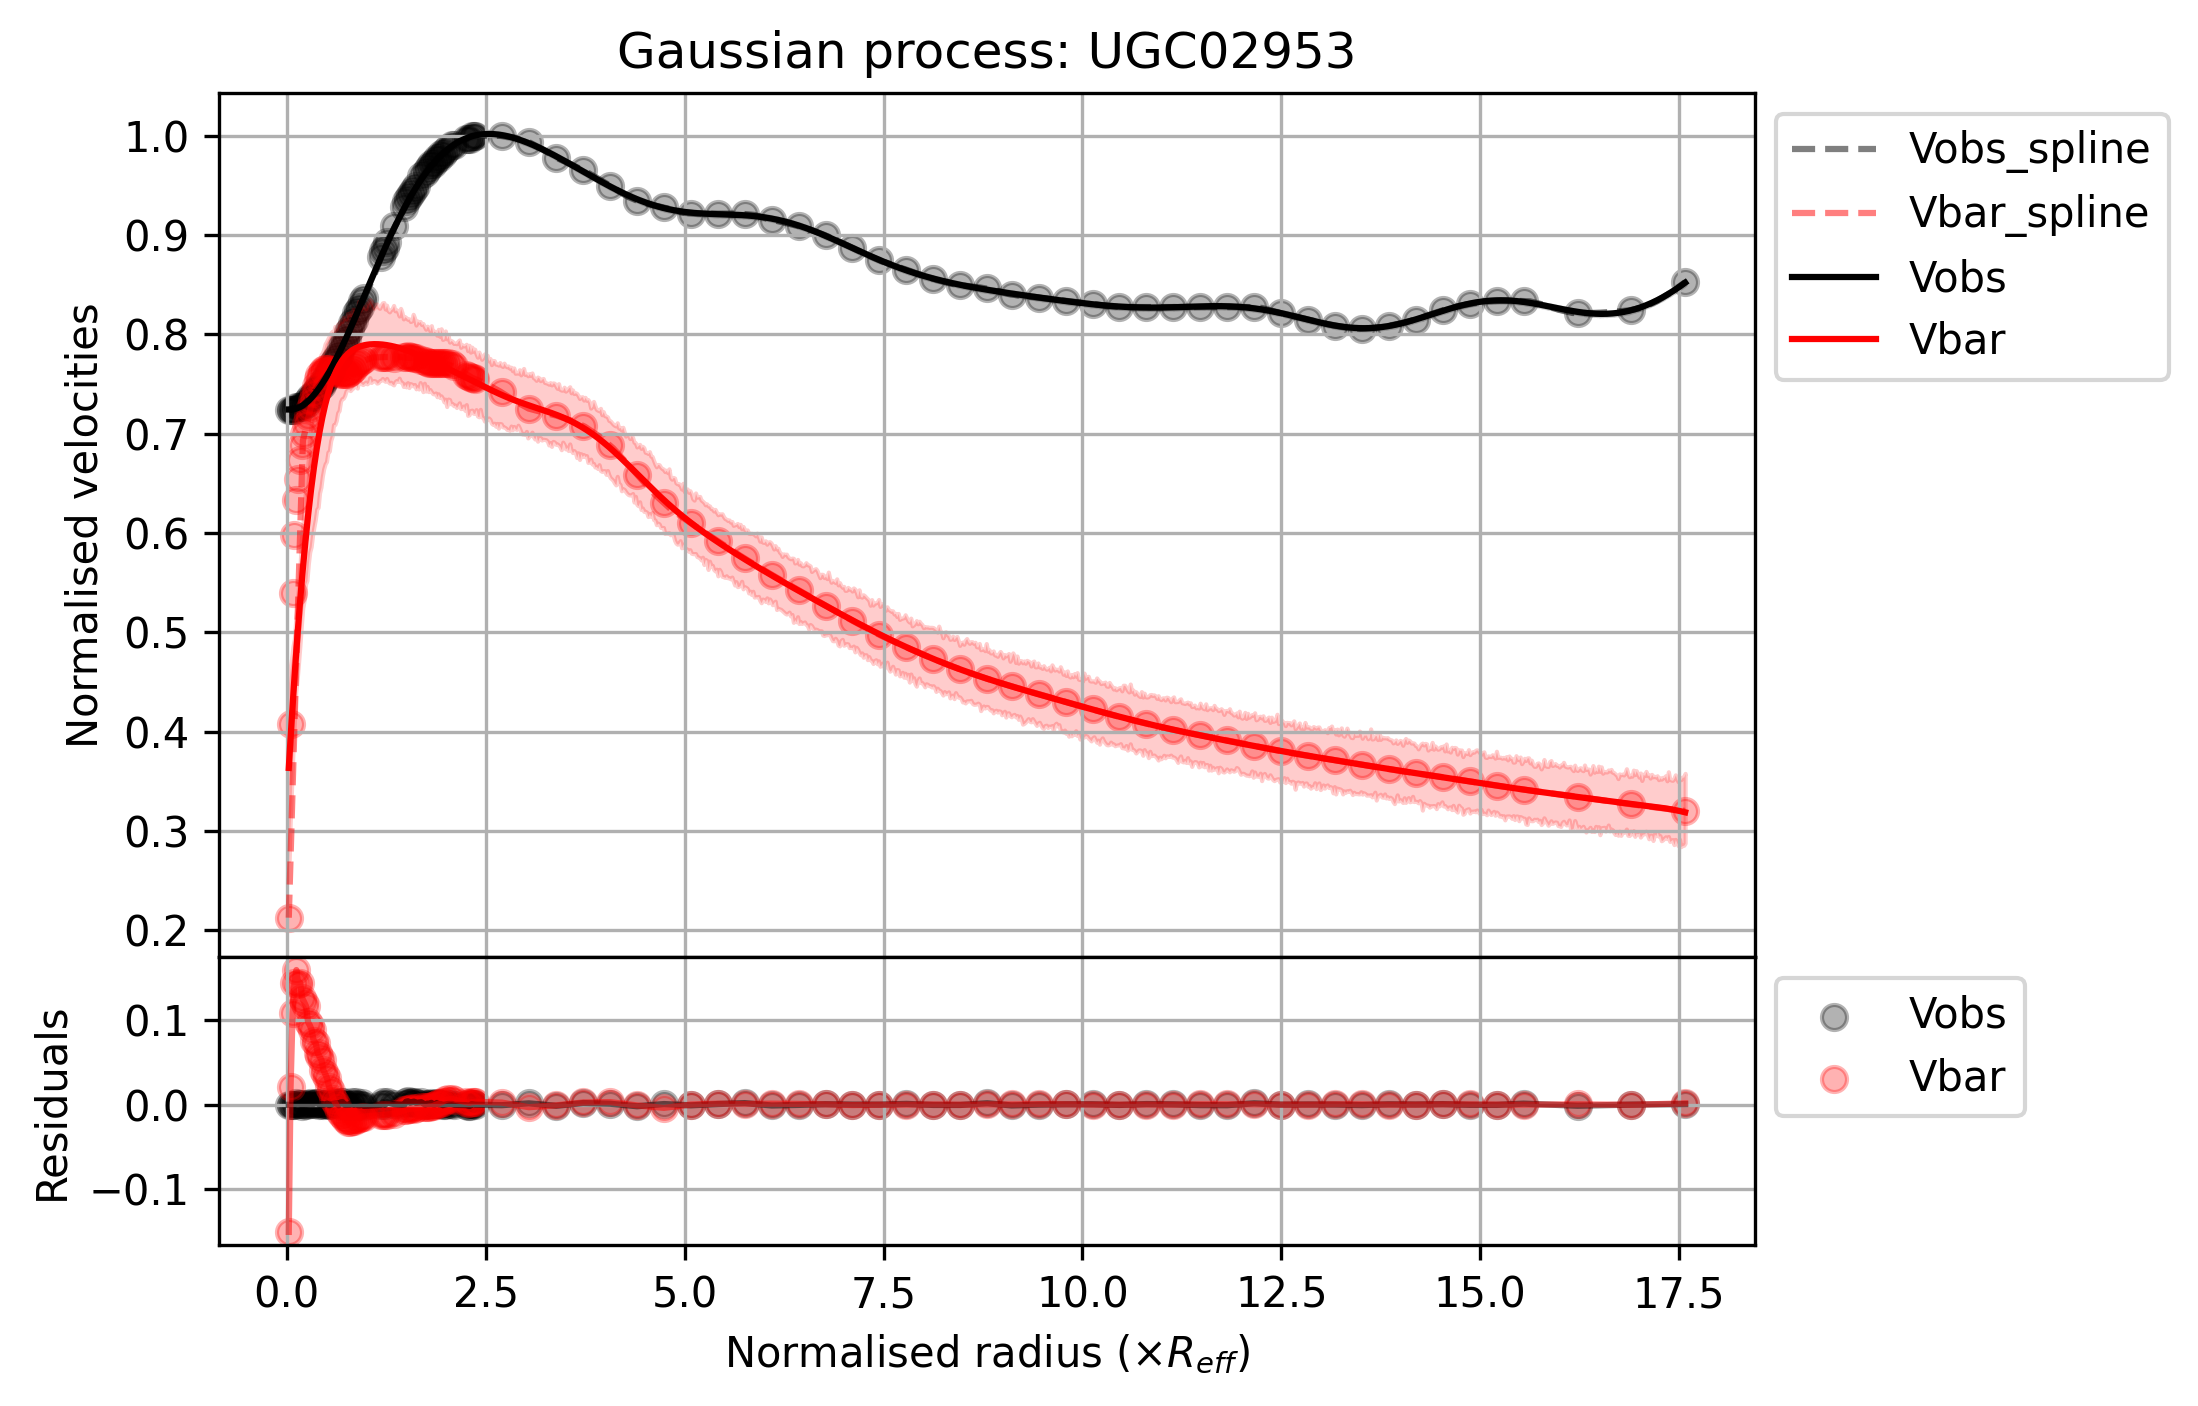 Gaussian process: UGC02953
1.0
0.9
0.8
0.7
0.6
0.5
0.4
0.3
0.2
Normalised velocities
Vobs_spline
Vbar_spline
Vobs
Vbar
0.1
0.0
−0.1
Residuals
Vobs
Vbar
0.0 2.5 5.0 7.5 10.0 12.5 15.0 17.5
Normalised radius (×R_{eff})